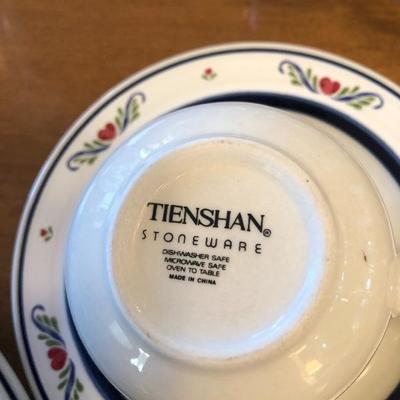 TIENSHAN®
STONEWARE
DISHWASHER SAFE
MICROWAVE SAFE
OVEN TO TABLE
MADE IN CHINA